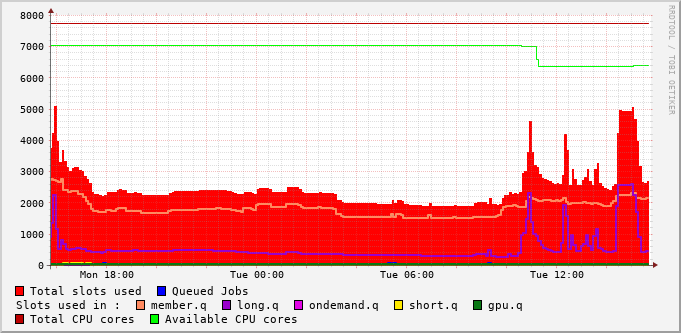 8000
7000
6000
5000
4000
3000
2000
1000
0
Mon 18:00 Tue 00:00 Tue 06:00 Tue 12:00
RRDTOOL / TOBI OETIKER
Total slots used Queued Jobs
Slots used in : member.q long.q ondemand.q short.q gpu.q
Total CPU cores Available CPU cores